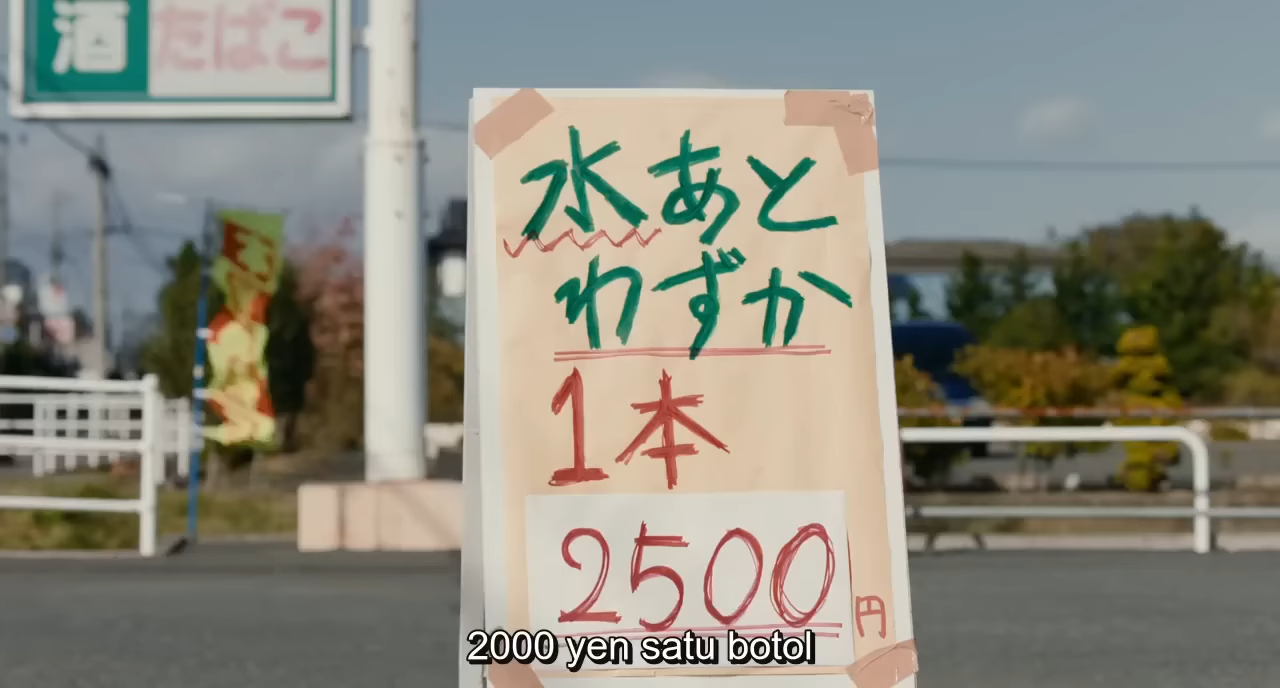 酒 たばこ
水あと
わずか
1本
2500
円
2000 yen satu botol